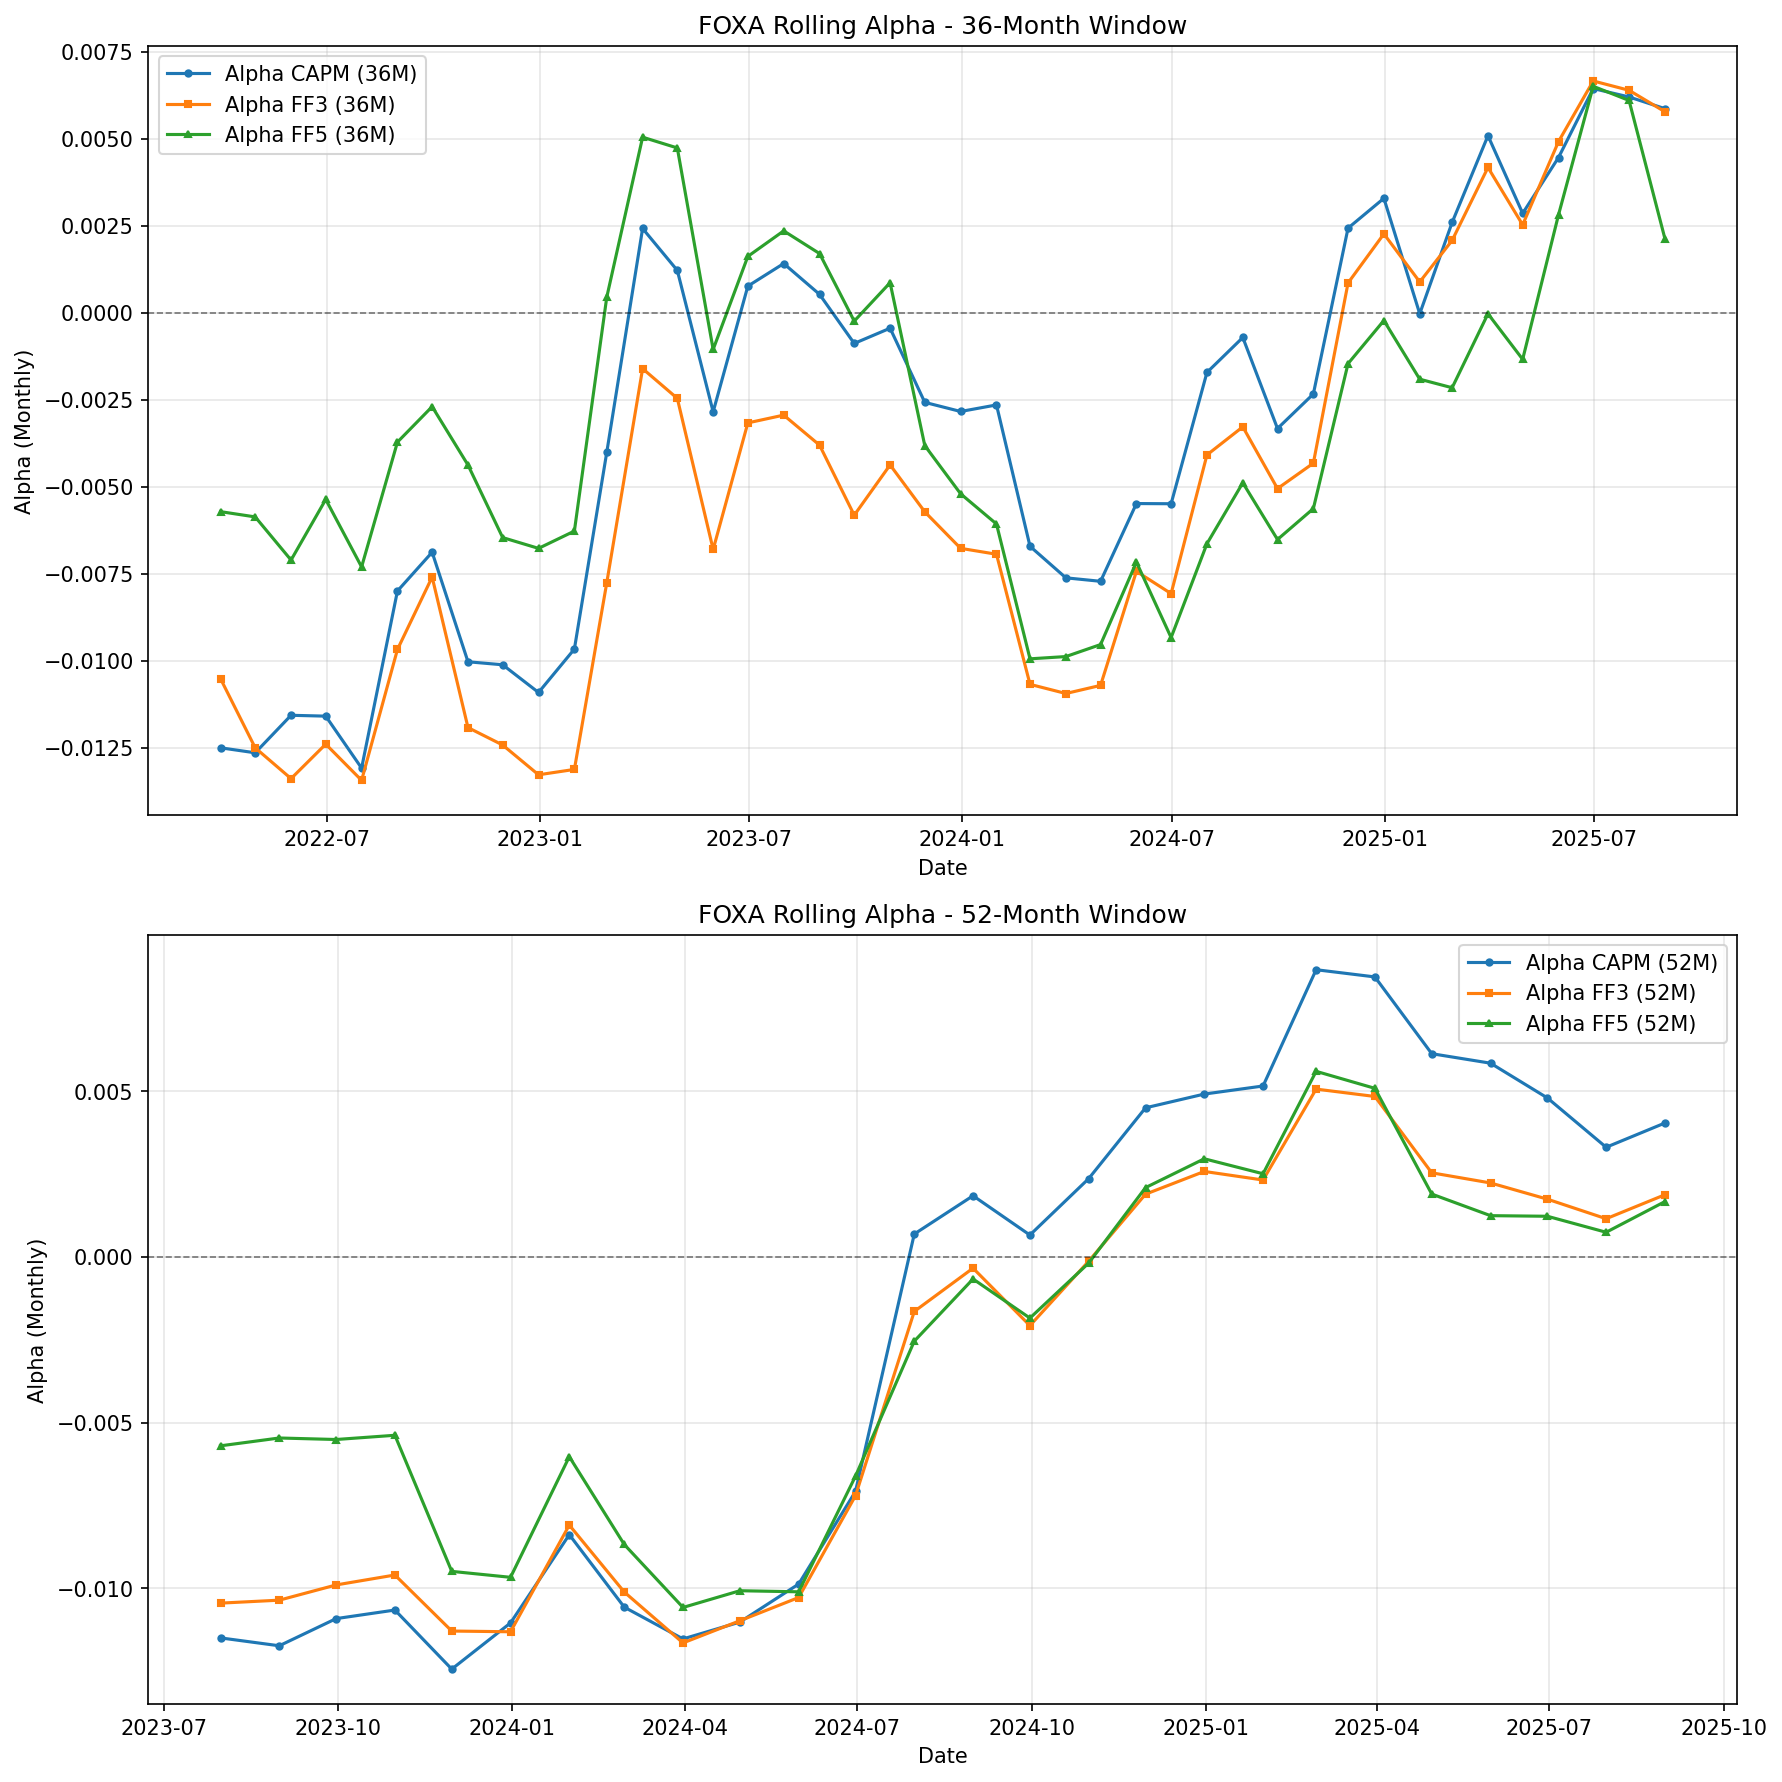 FOXA Rolling Alpha - 36-Month Window
Alpha CAPM (36M)
Alpha FF3 (36M)
Alpha FF5 (36M)
Alpha (Monthly)
0.0075
0.0050
0.0025
0.0000
−0.0025
−0.0050
−0.0075
−0.0100
−0.0125
2022-07 2023-01 2023-07 2024-01 2024-07 2025-01 2025-07
Date
FOXA Rolling Alpha - 52-Month Window
Alpha CAPM (52M)
Alpha FF3 (52M)
Alpha FF5 (52M)
Alpha (Monthly)
0.005
0.000
−0.005
−0.010
2023-07 2023-10 2024-01 2024-04 2024-07 2024-10 2025-01 2025-04 2025-07 2025-10
Date